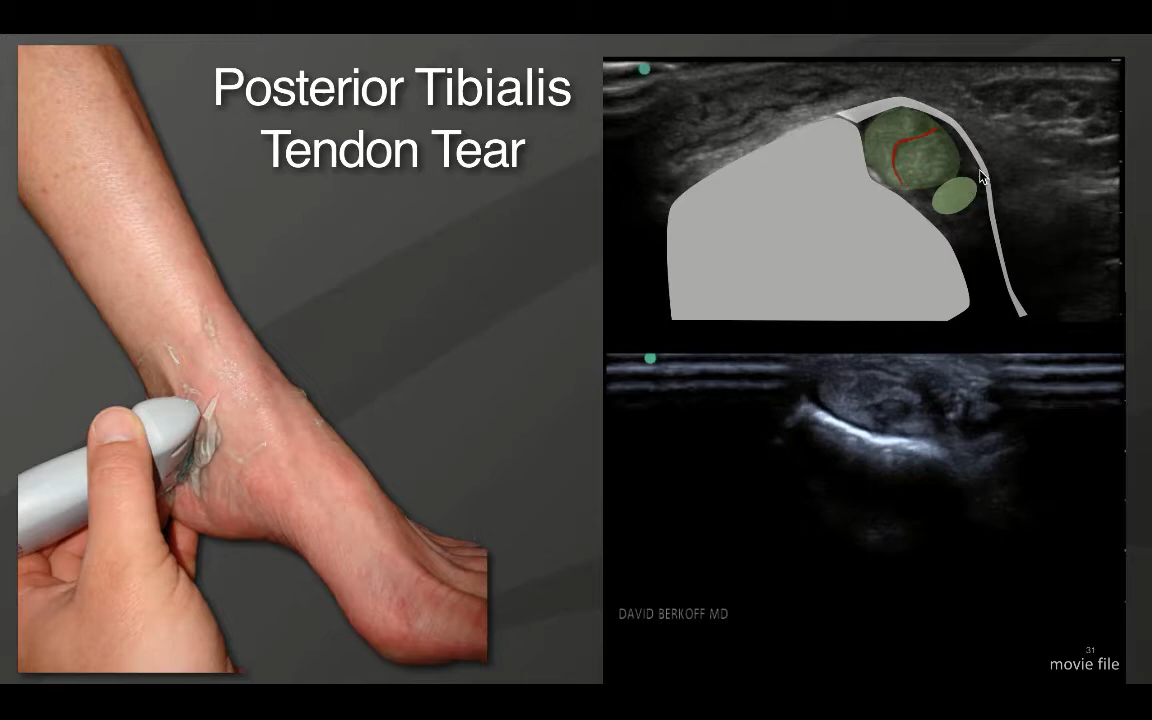 Posterior Tibialis
Tendon Tear
DAVID BERKOFF MD
31
movie file